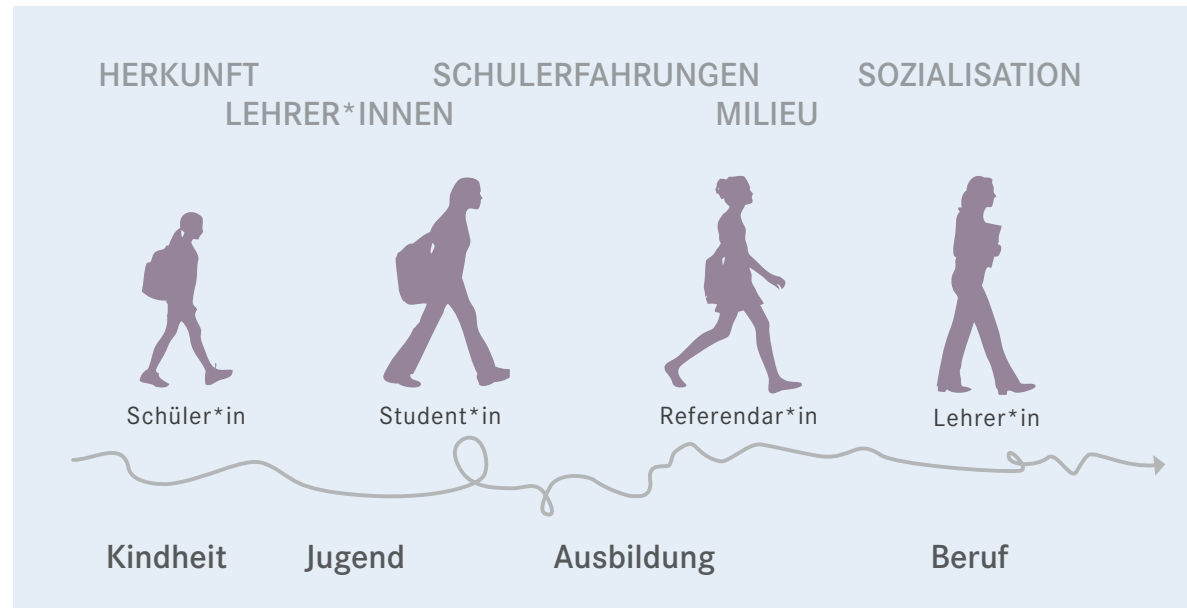 HERKUNFT SCHULERFAHRUNGEN SOZIALISATION
LEHRER*INNEN MILIEU
Schüler*in Student*in Referendar*in Lehrer*in
Kindheit Jugend Ausbildung Beruf